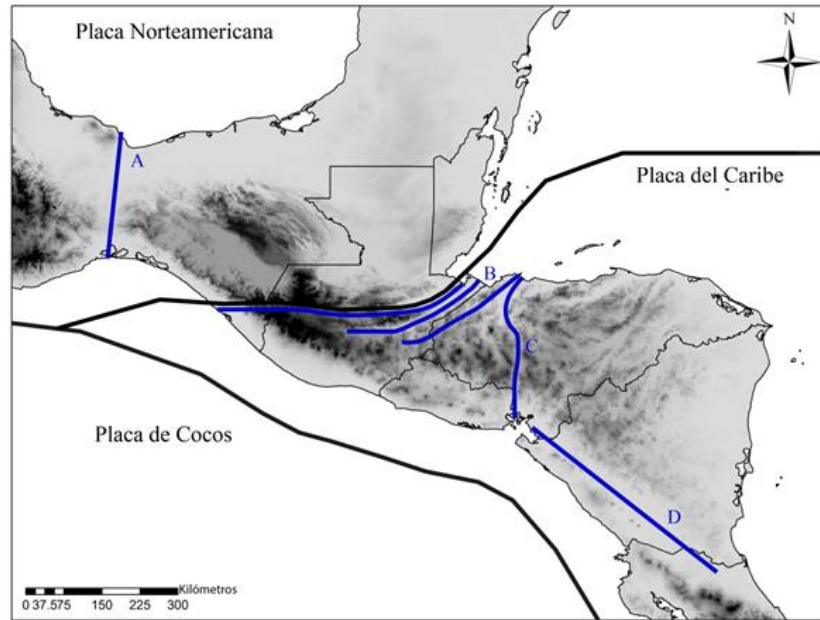 Placa Norteamericana
N
A
Placa del Caribe
B
C
Placa de Cocos
D
Kilómetros
0 37.575 150 225 300